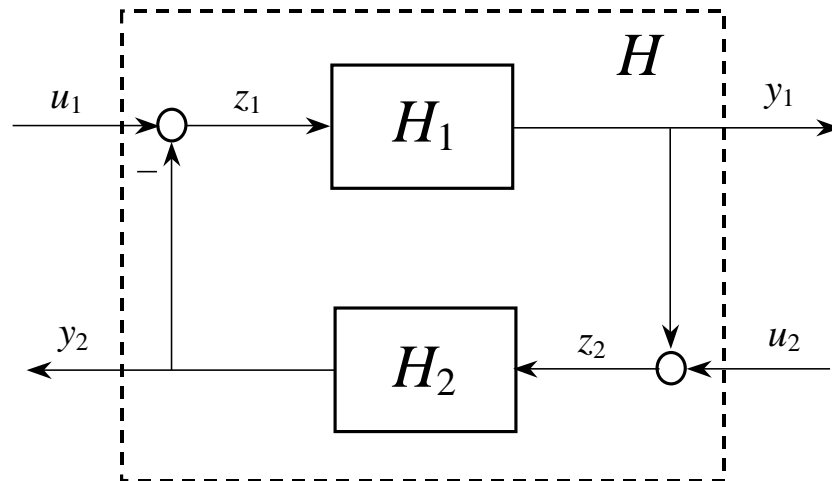 H
u₁
z₁
H₁
y₁
−
y₂
H₂
z₂
u₂